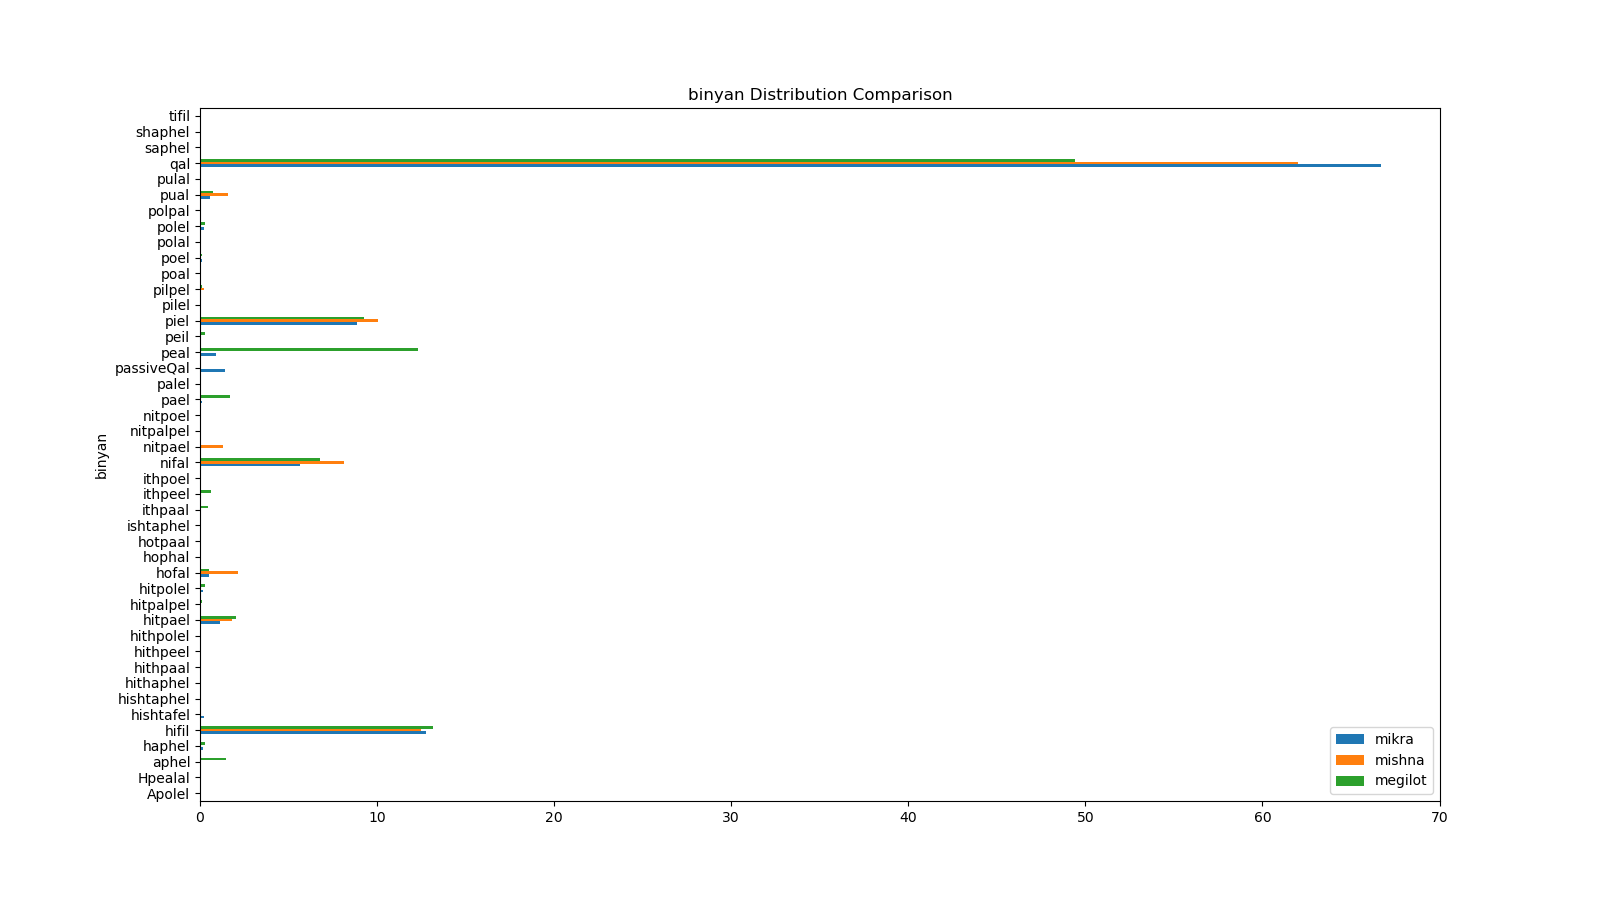 binyan Distribution Comparison
tifil
shaphel
saphel
qal
pulal
pual
polpal
polel
polal
poel
poal
pilpel
pilel
piel
peil
peal
passiveQal
palel
pael
nitpoel
nitpalpel
nitpael
nifal
ithpoel
ithpeel
ithpaal
ishtaphel
hotpaal
hophal
hofal
hitpolel
hitpalpel
hitpael
hithpolel
hithpeel
hithpaal
hithaphel
hishtaphel
hishtafel
hifil
haphel
aphel
Hpealal
Apolel
binyan
0 10 20 30 40 50 60 70
mikra
mishna
megilot